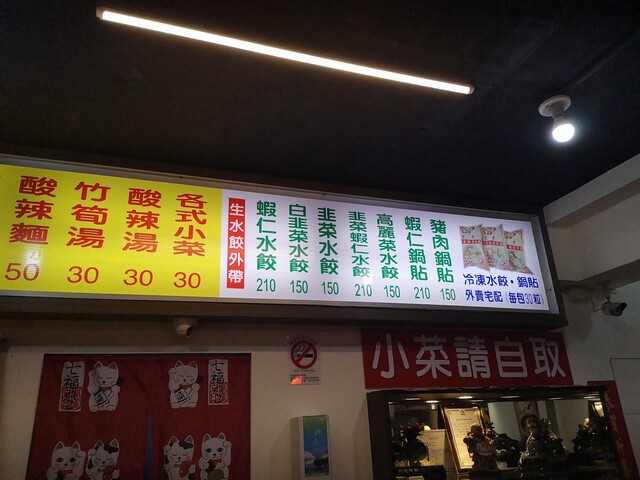 酸辣麵 50
竹筍湯 30
酸辣湯 30
各式小菜 30
生水餃外帶
蝦仁水餃 210
白韭菜水餃 150
韭菜水餃 150
韭菜蝦仁水餃 210
高麗菜水餃 150
蝦仁鍋貼 210
豬肉鍋貼 150
冷凍水餃·鍋貼
外賣宅配(每包30粒)
小菜請自取
七福
七福